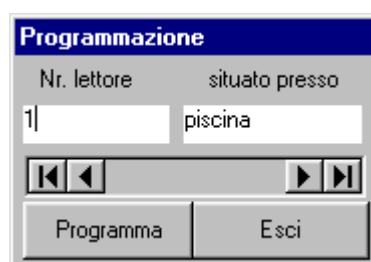 Programmazione
Nr. lettore situato presso
1 piscina
Programma Esci